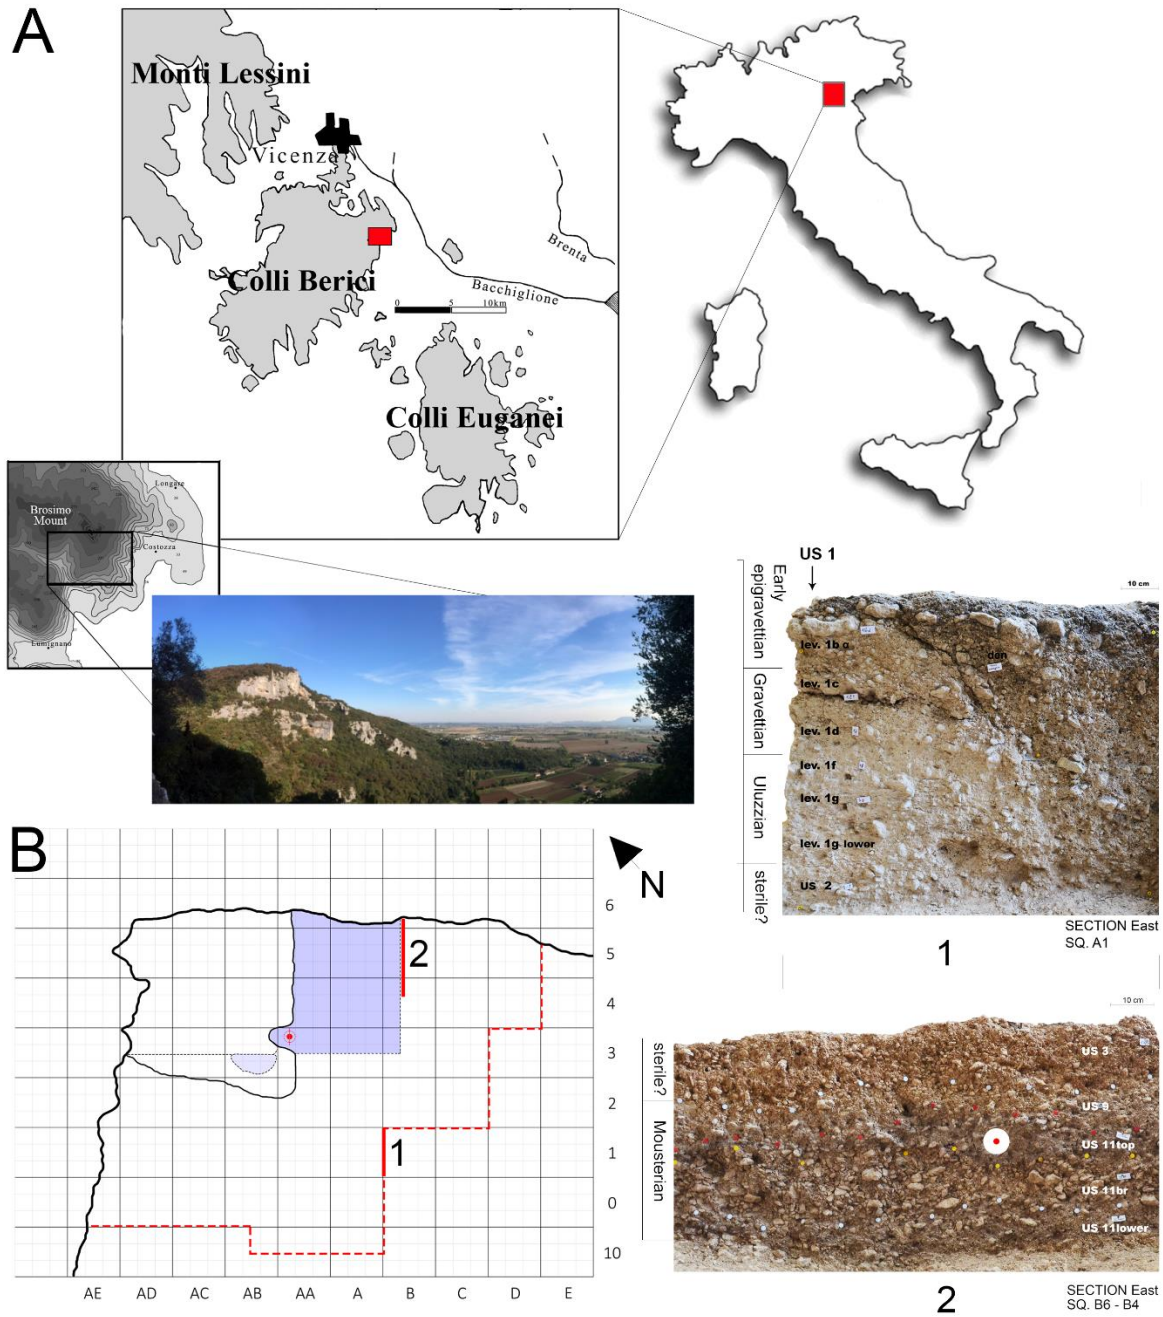 A
Monti Lessini
Vicenza
Colli Berici
Brenta
Bacchiglione
0 5 10km
Colli Euganei
Longare
Brosimo
Mount
Costozza
Lumignano
US 1
10 cm
Early
epigravettian
Gravettian
Uluzzian
sterile?
lev. 1b α
den
lev. 1c
lev. 1d
lev. 1f
lev. 1g
lev. 1g lower
US 2
SECTION East
SQ. A1
1
B
N
6
5
4
3
2
1
0
10
2
1
AE AD AC AB AA A B C D E
10 cm
sterile?
Mousterian
US 3
US 9
US 11top
US 11br
US 11lower
2
SECTION East
SQ. B6 - B4